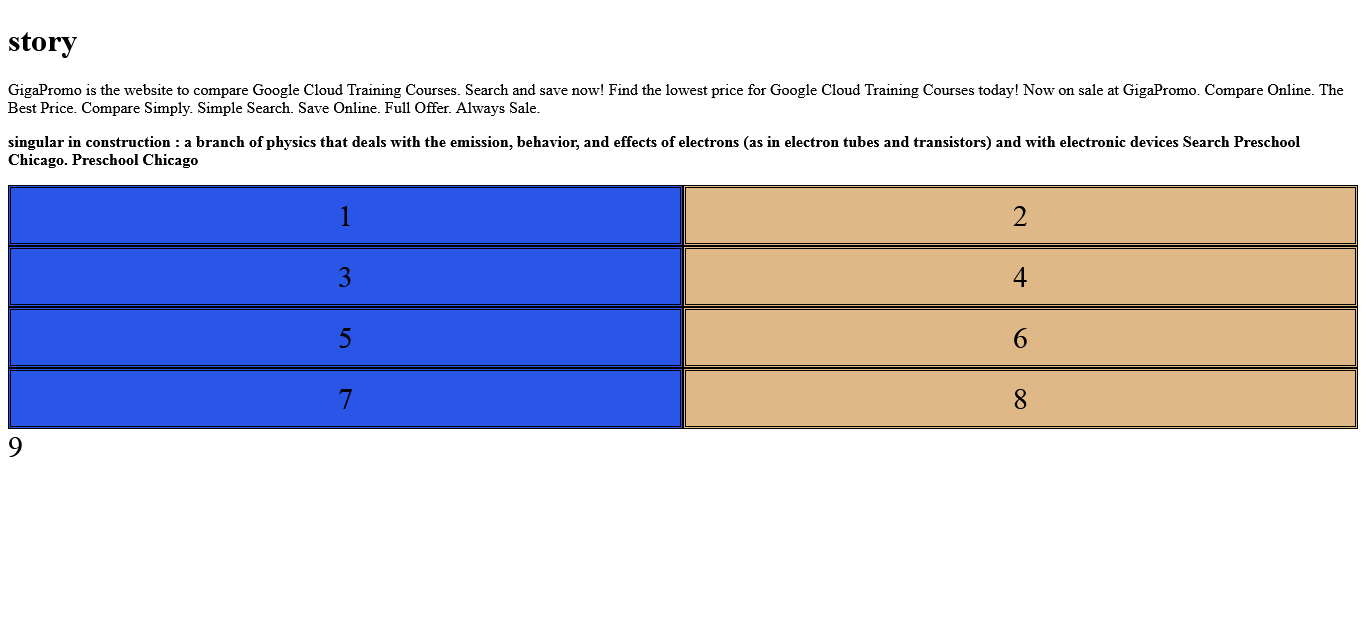 story
GigaPromo is the website to compare Google Cloud Training Courses. Search and save now! Find the lowest price for Google Cloud Training Courses today! Now on sale at GigaPromo. Compare Online. The
Best Price. Compare Simply. Simple Search. Save Online. Full Offer. Always Sale.
singular in construction : a branch of physics that deals with the emission, behavior, and effects of electrons (as in electron tubes and transistors) and with electronic devices Search Preschool
Chicago. Preschool Chicago
1 2
3 4
5 6
7 8
9